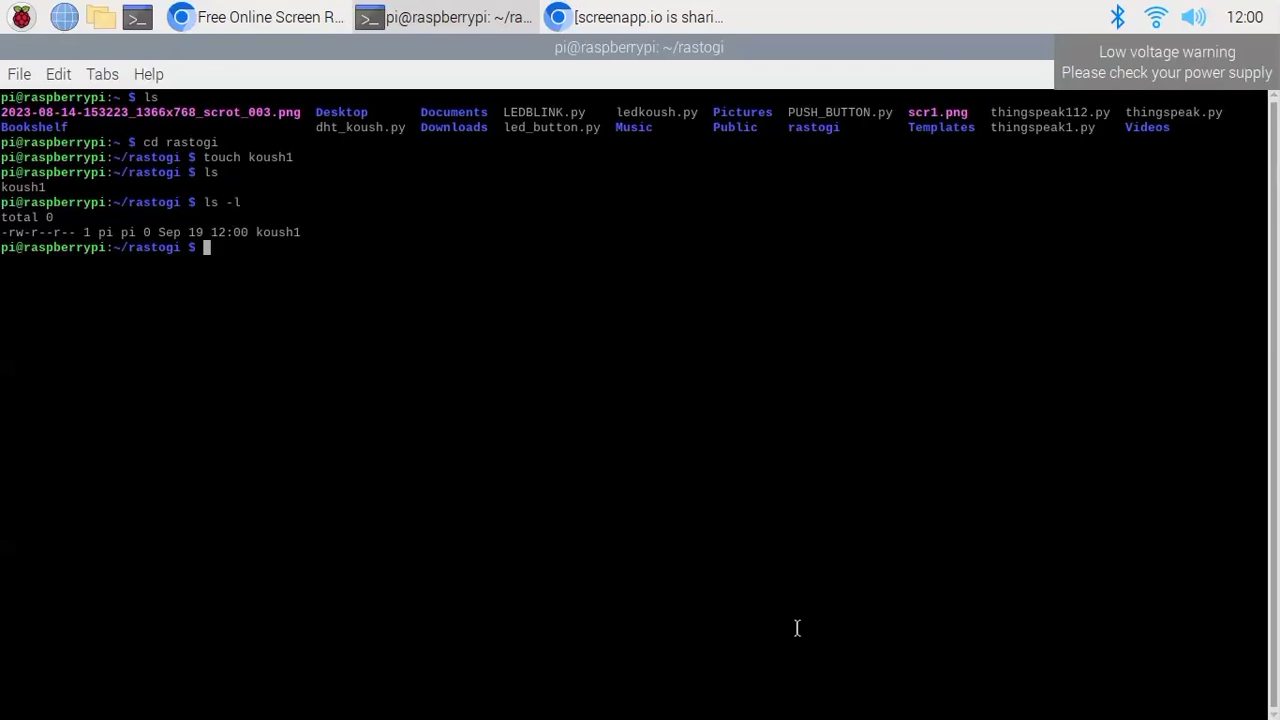 Free Online Screen R...
pi@raspberrypi: ~/ra...
[screenapp.io is shari...
12:00
pi@raspberrypi: ~/rastogi
Low voltage warning
Please check your power supply
File Edit Tabs Help
pi@raspberrypi:~ $ ls
2023-08-14-153223_1366x768_scrot_003.png Desktop Documents LEDBLINK.py ledkoush.py Pictures PUSH_BUTTON.py scr1.png thingspeak112.py thingspeak.py
Bookshelf dht_koush.py Downloads led_button.py Music Public rastogi Templates thingspeak1.py Videos
pi@raspberrypi:~ $ cd rastogi
pi@raspberrypi:~/rastogi $ touch koush1
pi@raspberrypi:~/rastogi $ ls
koush1
pi@raspberrypi:~/rastogi $ ls -l
total 0
-rw-r--r-- 1 pi pi 0 Sep 19 12:00 koush1
pi@raspberrypi:~/rastogi $